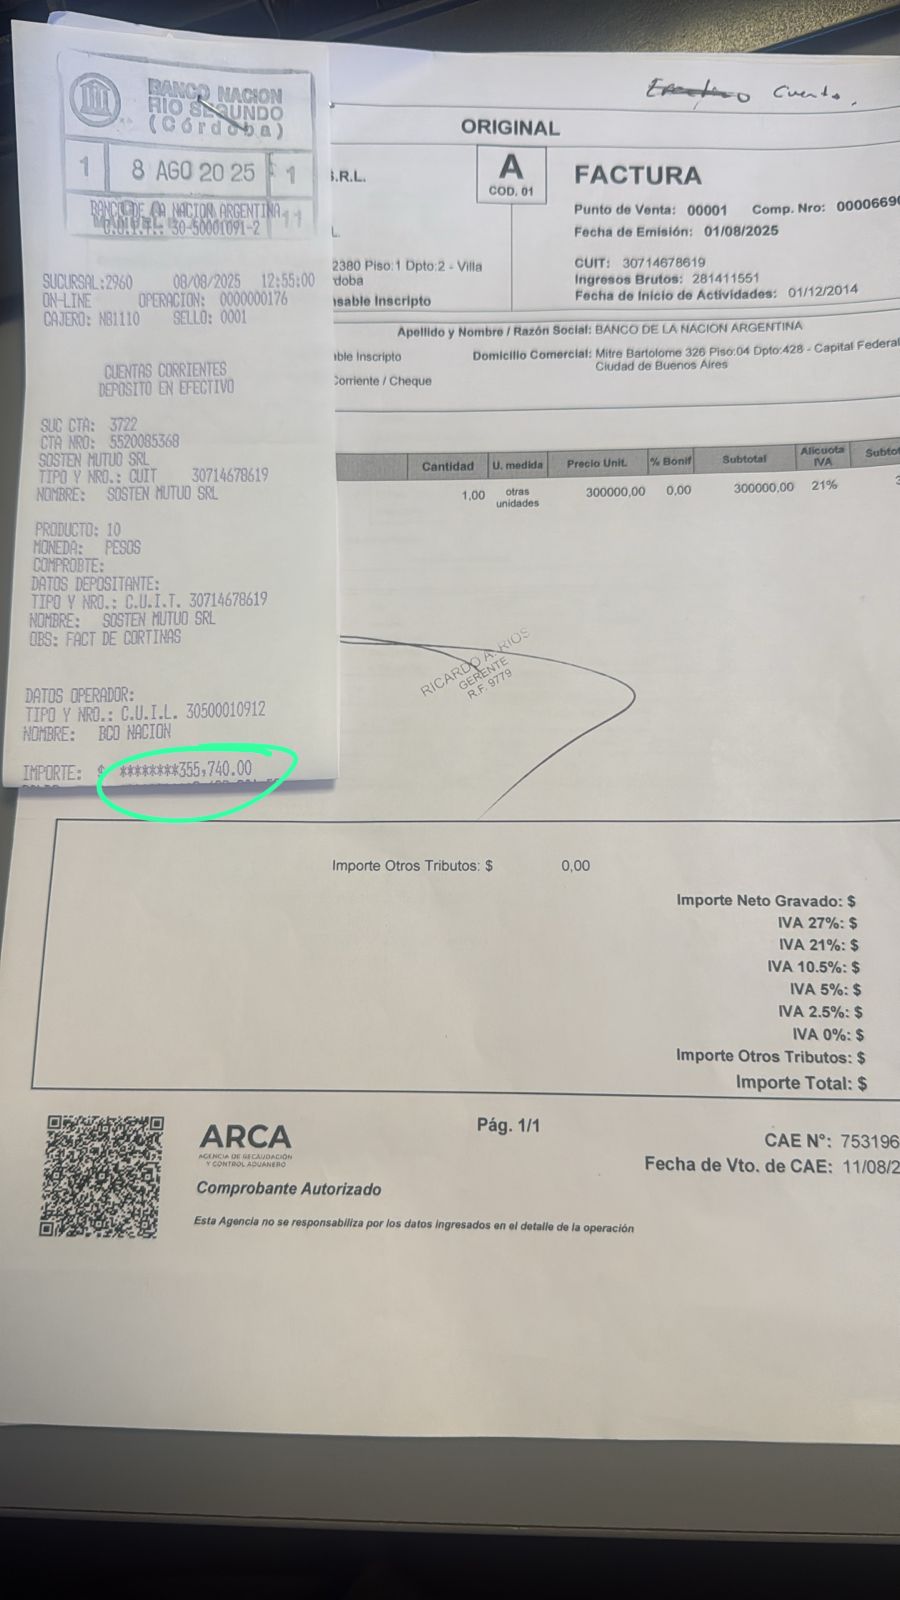 BANCO NACION
RIO SEGUNDO
(Córdoba)
1 8 AGO 2025 1
BANCO DE LA NACION ARGENTINA
C.U.I.T.: 30-50001091-2
SUCURSAL:2960 08/08/2025 12:55:00
ON-LINE OPERACION: 0000000176
CAJERO: NB1110 SELLO: 0001
CUENTAS CORRIENTES
DEPOSITO EN EFECTIVO
SUC CTA: 3722
CTA NRO: 5520085368
SOSTEN MUTUO SRL
TIPO Y NRO.: CUIT 30714678619
NOMBRE: SOSTEN MUTUO SRL
PRODUCTO: 10
MONEDA: PESOS
COMPROBTE:
DATOS DEPOSITANTE:
TIPO Y NRO.: C.U.I.T. 30714678619
NOMBRE: SOSTEN MUTUO SRL
OBS: FACT DE CORTINAS
DATOS OPERADOR:
TIPO Y NRO.: C.U.I.L. 30500010912
NOMBRE: BCO NACION
IMPORTE: $ ********355,740.00
Cuenta.
ORIGINAL
S.R.L.
A
COD. 01
FACTURA
Punto de Venta: 00001 Comp. Nro: 0000669
Fecha de Emisión: 01/08/2025
CUIT: 30714678619
Ingresos Brutos: 281411551
Fecha de Inicio de Actividades: 01/12/2014
2380 Piso:1 Dpto:2 - Villa
rdoba
nsable Inscripto
Apellido y Nombre / Razón Social: BANCO DE LA NACION ARGENTINA
ble Inscripto
Domicilio Comercial: Mitre Bartolome 326 Piso:04 Dpto:428 - Capital Federal
Ciudad de Buenos Aires
Corriente / Cheque
Cantidad U. medida Precio Unit. % Bonif Subtotal Alicuota IVA Subto
1,00 otras unidades 300000,00 0,00 300000,00 21%
RICARDO A. RIOS
GERENTE
R.F. 9779
Importe Otros Tributos: $ 0,00
Importe Neto Gravado: $
IVA 27%: $
IVA 21%: $
IVA 10.5%: $
IVA 5%: $
IVA 2.5%: $
IVA 0%: $
Importe Otros Tributos: $
Importe Total: $
ARCA
AGENCIA DE RECAUDACIÓN
Y CONTROL ADUANERO
Comprobante Autorizado
Esta Agencia no se responsabiliza por los datos ingresados en el detalle de la operación
Pág. 1/1
CAE N°: 753196
Fecha de Vto. de CAE: 11/08/2